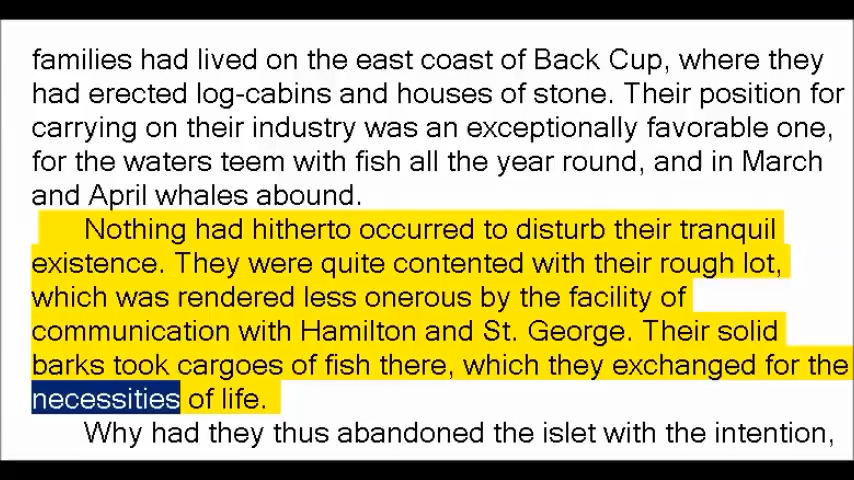 families had lived on the east coast of Back Cup, where they
had erected log-cabins and houses of stone. Their position for
carrying on their industry was an exceptionally favorable one,
for the waters teem with fish all the year round, and in March
and April whales abound.
Nothing had hitherto occurred to disturb their tranquil
existence. They were quite contented with their rough lot,
which was rendered less onerous by the facility of
communication with Hamilton and St. George. Their solid
barks took cargoes of fish there, which they exchanged for the
necessities of life.
Why had they thus abandoned the islet with the intention,